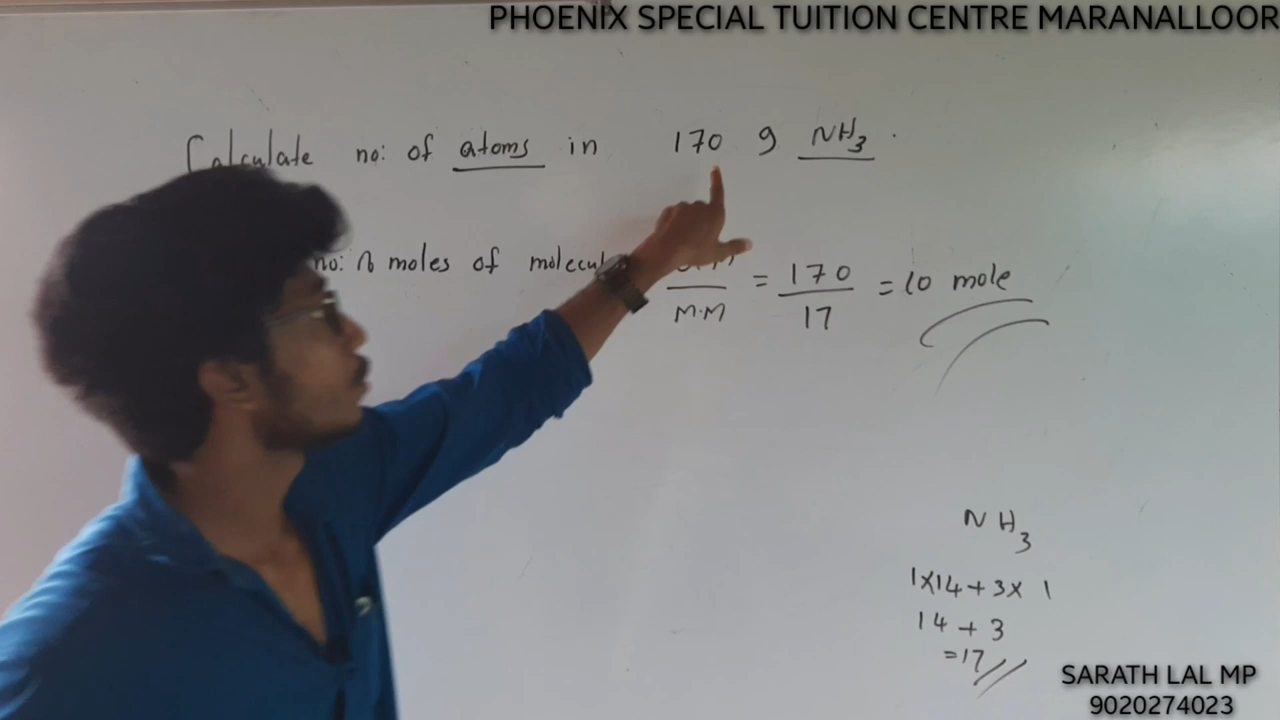 PHOENIX SPECIAL TUITION CENTRE MARANALLOOR
Calculate no: of atoms in 170 g NH3.
no: of moles of molecul = 170 = 10 mole
M.M 17
NH3
1x14+3x 1
14 + 3
=17
SARATH LAL MP
9020274023